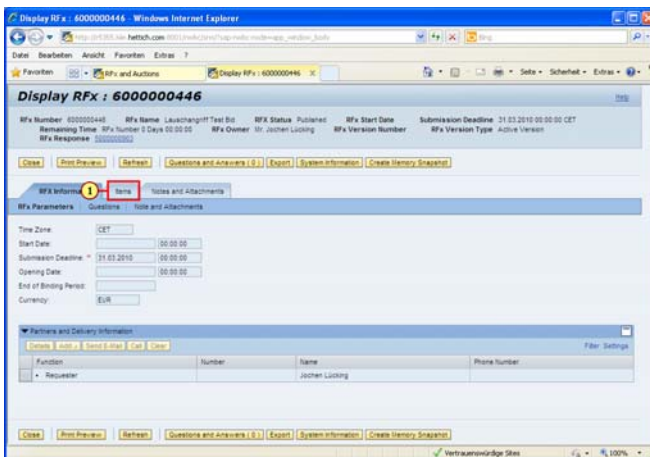 Display RFx : 6000000446 - Windows Internet Explorer
hettich.com
Bing
Datei Bearbeiten Ansicht Favoriten Extras ?
Favoriten RFx and Auctions Display RFx : 6000000446 Seite Sicherheit Extras
Display RFx : 6000000446
Help
RFx Number 6000000446 RFx Name Lauschangriff Test Bid RFX Status Published RFx Start Date Submission Deadline 31.03.2010 00:00:00 CET
Remaining Time RFx Number 0 Days 00:00:00 RFx Owner Mr. Jochen Lücking RFx Version Number RFx Version Type Active Version
RFx Response
Close Print Preview Refresh Questions and Answers ( 0 ) Export System Information Create Memory Snapshot
RFX Informa 1 Items Notes and Attachments
RFx Parameters Questions Note and Attachments
Time Zone: CET
Start Date: 00:00:00
Submission Deadline: * 31.03.2010 00:00:00
Opening Date: 00:00:00
End of Binding Period:
Currency: EUR
Partners and Delivery Information
Details Add Send E-Mail Call Clear Filter Settings
Function Number Name Phone Number
• Requester Jochen Lücking
Close Print Preview Refresh Questions and Answers ( 0 ) Export System Information Create Memory Snapshot
Vertrauenswürdige Sites 100%